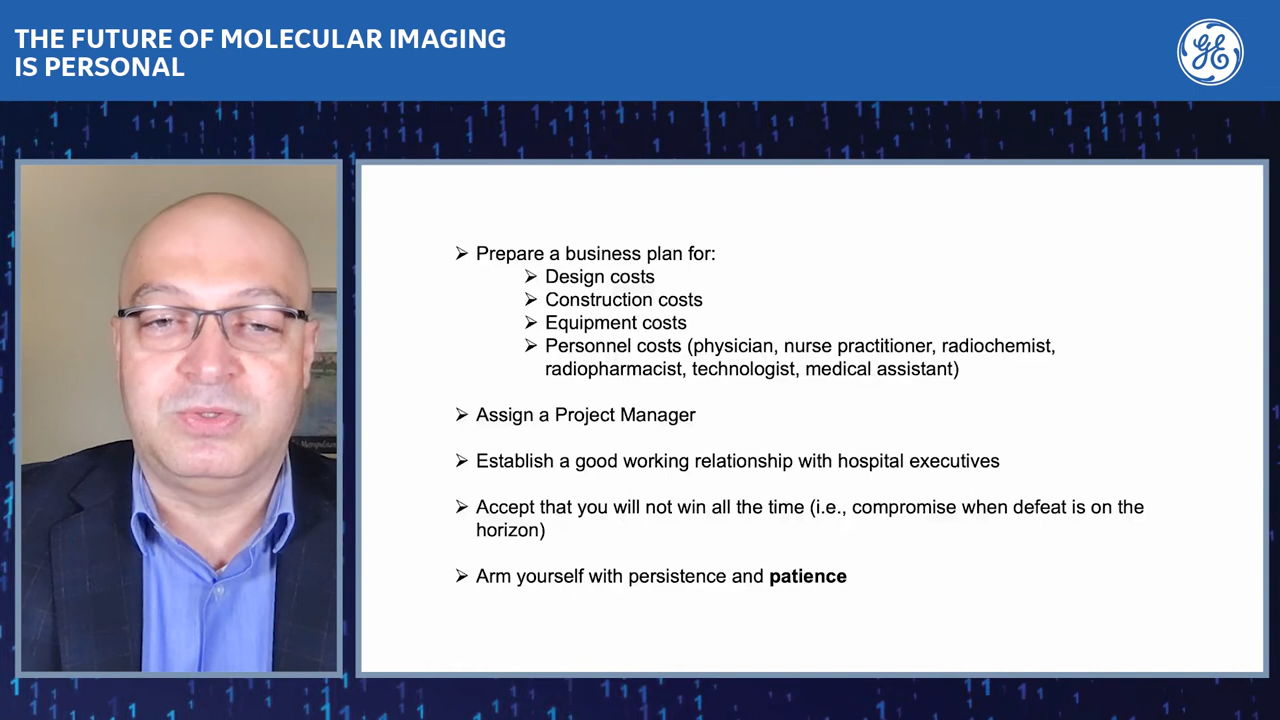 THE FUTURE OF MOLECULAR IMAGING
IS PERSONAL
GE
➢ Prepare a business plan for:
➢ Design costs
➢ Construction costs
➢ Equipment costs
➢ Personnel costs (physician, nurse practitioner, radiochemist,
radiopharmacist, technologist, medical assistant)
➢ Assign a Project Manager
➢ Establish a good working relationship with hospital executives
➢ Accept that you will not win all the time (i.e., compromise when defeat is on the
horizon)
➢ Arm yourself with persistence and patience